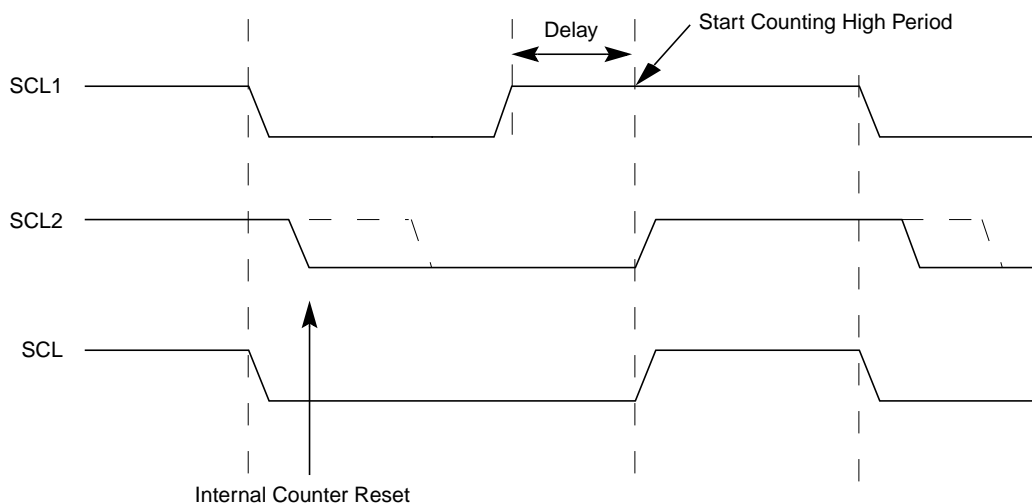 Start Counting High Period
Delay
SCL1
SCL2
SCL
Internal Counter Reset